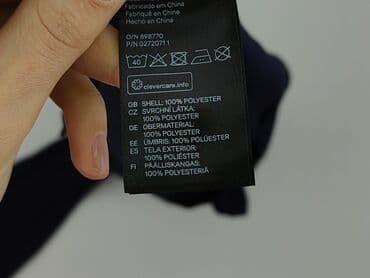 Fabricado en China
Fabriqué en Chine
Hecho en China
O/N 898770
P/N 02720711
40
clevercare.info
GB SHELL: 100% POLYESTER
CZ SVRCHNÍ LÁTKA:
100% POLYESTER
DE OBERMATERIAL:
100% POLYESTER
EE ÜMBRIS: 100% POLÜESTER
ES TELA EXTERIOR:
100% POLIÉSTER
FI PÄÄLLISKANGAS:
100% POLYESTERIÄ